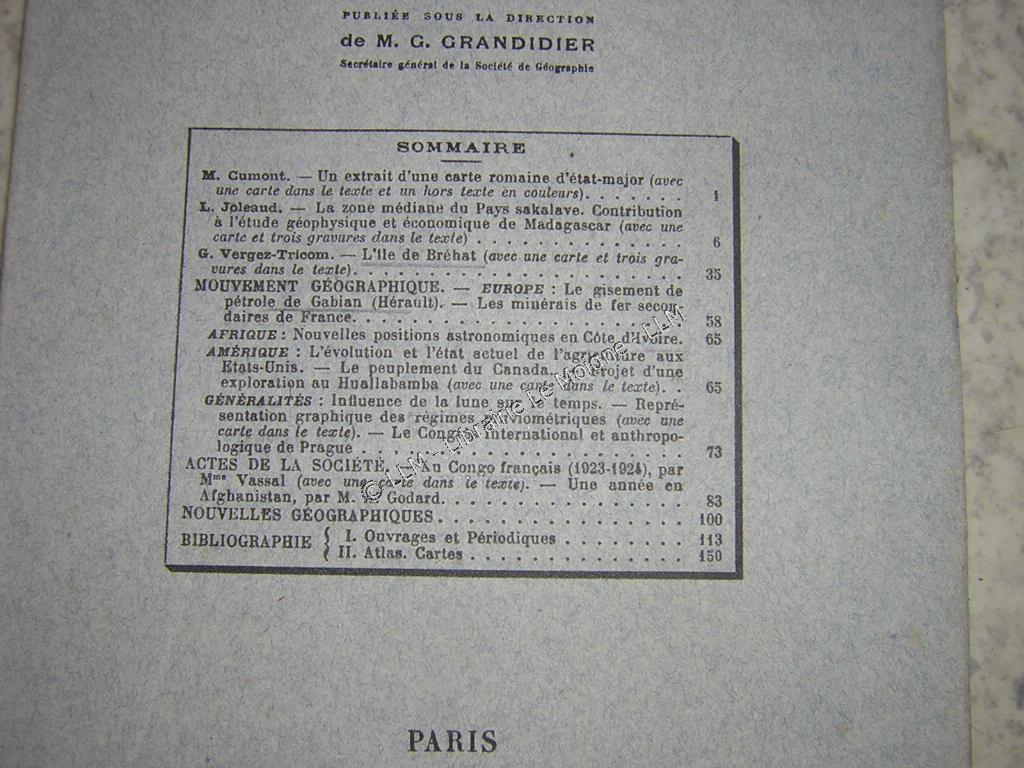 PUBLIÉE SOUS LA DIRECTION
de M. G. GRANDIDIER
Secrétaire général de la Société de Géographie
SOMMAIRE
M. Cumont. — Un extrait d'une carte romaine d'état-major (avec
une carte dans le texte et un hors texte en couleurs). . . . . . . 1
L. Joleaud. — La zone médiane du Pays sakalave. Contribution
à l'étude géophysique et économique de Madagascar (avec une
carte et trois gravures dans le texte) . . . . . . . . . . . . . 6
G. Vergez-Tricom. — L'île de Bréhat (avec une carte et trois gra-
vures dans le texte). . . . . . . . . . . . . . . . . . . . . 35
MOUVEMENT GÉOGRAPHIQUE. — EUROPE : Le gisement de
pétrole de Gabian (Hérault). — Les minérais de fer secon-
daires de France. . . . . . . . . . . . . . . . . . . . . . 58
AFRIQUE : Nouvelles positions astronomiques en Côte d'Ivoire. 65
AMÉRIQUE : L'évolution et l'état actuel de l'agriculture aux
Etats-Unis. — Le peuplement du Canada. — Projet d'une
exploration au Huallabamba (avec une carte dans le texte). . 65
GÉNÉRALITÉS : Influence de la lune sur le temps. — Repré-
sentation graphique des régimes pluviométriques (avec une
carte dans le texte). — Le Congrès international et anthropo-
logique de Prague . . . . . . . . . . . . . . . . . . . . . 73
ACTES DE LA SOCIÉTÉ. — Au Congo français (1923-1924), par
Mme Vassal (avec une carte dans le texte). — Une année en
Afghanistan, par M. Godard. . . . . . . . . . . . . . . . 83
NOUVELLES GÉOGRAPHIQUES. . . . . . . . . . . . . . . . 100
BIBLIOGRAPHIE { I. Ouvrages et Périodiques . . . . . . . . 113
II. Atlas. Cartes . . . . . . . . . . . . . . 150
© LLM - Librairie Le Moïone - LLM
PARIS